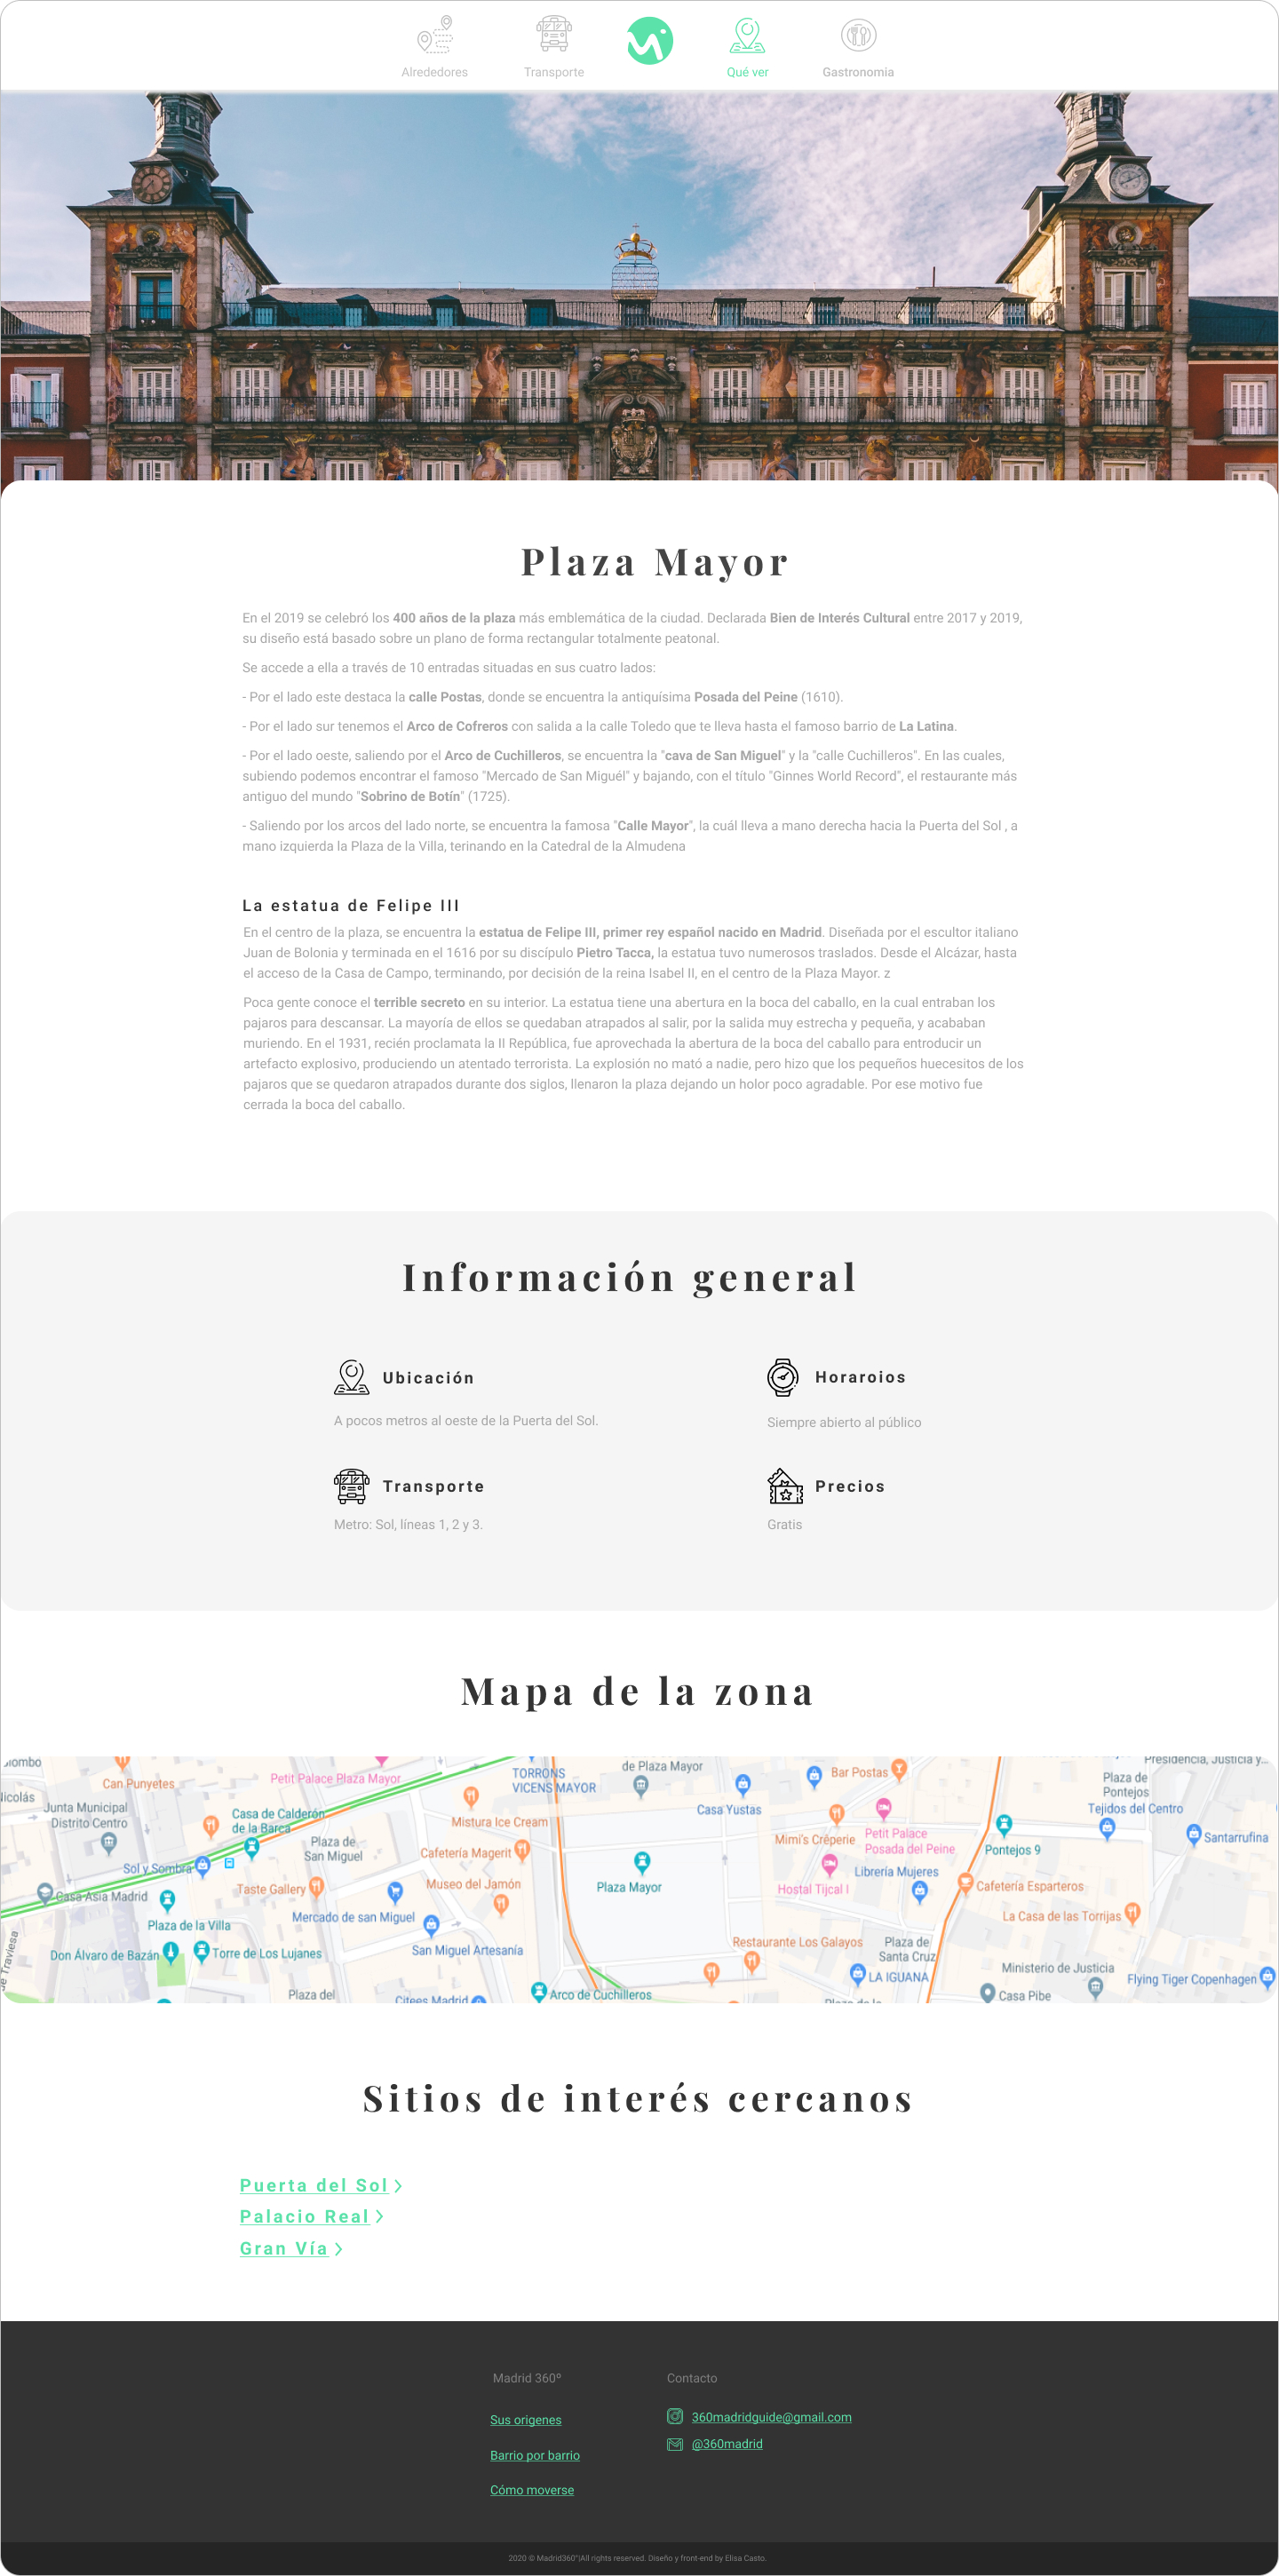 Alrededores
Transporte
Qué ver
Gastronomia
Plaza Mayor
En el 2019 se celebró los 400 años de la plaza más emblemática de la ciudad. Declarada Bien de Interés Cultural entre 2017 y 2019,
su diseño está basado sobre un plano de forma rectangular totalmente peatonal.
Se accede a ella a través de 10 entradas situadas en sus cuatro lados:
- Por el lado este destaca la calle Postas, donde se encuentra la antiquísima Posada del Peine (1610).
- Por el lado sur tenemos el Arco de Cofreros con salida a la calle Toledo que te lleva hasta el famoso barrio de La Latina.
- Por el lado oeste, saliendo por el Arco de Cuchilleros, se encuentra la "cava de San Miguel" y la "calle Cuchilleros". En las cuales,
subiendo podemos encontrar el famoso "Mercado de San Miguél" y bajando, con el título "Ginnes World Record", el restaurante más
antiguo del mundo "Sobrino de Botín" (1725).
- Saliendo por los arcos del lado norte, se encuentra la famosa "Calle Mayor", la cuál lleva a mano derecha hacia la Puerta del Sol , a
mano izquierda la Plaza de la Villa, terinando en la Catedral de la Almudena
La estatua de Felipe III
En el centro de la plaza, se encuentra la estatua de Felipe III, primer rey español nacido en Madrid. Diseñada por el escultor italiano
Juan de Bolonia y terminada en el 1616 por su discípulo Pietro Tacca, la estatua tuvo numerosos traslados. Desde el Alcázar, hasta
el acceso de la Casa de Campo, terminando, por decisión de la reina Isabel II, en el centro de la Plaza Mayor. z
Poca gente conoce el terrible secreto en su interior. La estatua tiene una abertura en la boca del caballo, en la cual entraban los
pajaros para descansar. La mayoría de ellos se quedaban atrapados al salir, por la salida muy estrecha y pequeña, y acababan
muriendo. En el 1931, recién proclamata la II República, fue aprovechada la abertura de la boca del caballo para entroducir un
artefacto explosivo, produciendo un atentado terrorista. La explosión no mató a nadie, pero hizo que los pequeños huecesitos de los
pajaros que se quedaron atrapados durante dos siglos, llenaron la plaza dejando un holor poco agradable. Por ese motivo fue
cerrada la boca del caballo.
Información general
Ubicación
A pocos metros al oeste de la Puerta del Sol.
Horaroios
Siempre abierto al público
Transporte
Metro: Sol, líneas 1, 2 y 3.
Precios
Gratis
Mapa de la zona
Can Punyetes
Petit Palace Plaza Mayor
TORRONS
VICENS MAYOR
de Plaza Mayor
Bar Postas
Presidencia, Justicia y...
Plaza de
Pontejos
Junta Municipal
Distrito Centro
Casa de Calderón
de la Barca
Mistura Ice Cream
Casa Yustas
Tejidos del Centro
Plaza de
San Miguel
Cafetería Magerit
Mimi's Crêperie
Petit Palace
Posada del Peine
Pontejos 9
Santarrufina
Sol y Sombra
Taste Gallery
Museo del Jamón
Plaza Mayor
Librería Mujeres
Hostal Tijcal I
Cafetería Esparteros
Casa Asia Madrid
Mercado de san Miguel
La Casa de las Torrijas
Plaza de la Villa
San Miguel Artesanía
Restaurante Los Galayos
Plaza de
Santa Cruz
Don Álvaro de Bazán
Torre de Los Lujanes
LA IGUANA
Ministerio de Justicia
Flying Tiger Copenhagen
Plaza del
Citees Madrid
Arco de Cuchilleros
Casa Pibe
Sitios de interés cercanos
Puerta del Sol
Palacio Real
Gran Vía
Madrid 360º
Sus origenes
Barrio por barrio
Cómo moverse
Contacto
360madridguide@gmail.com
@360madrid
2020 © Madrid360°|All rights reserved. Diseño y front-end by Elisa Casto.